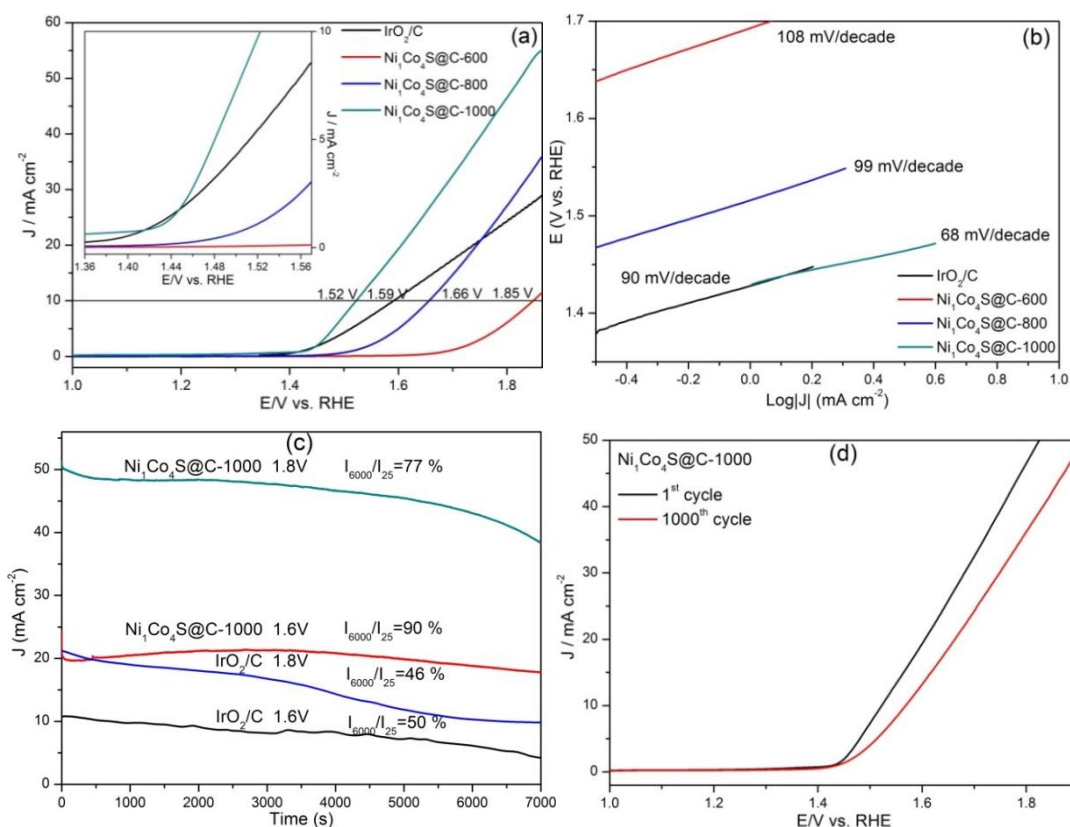 (a)
IrO₂/C
Ni₁Co₄S@C-600
Ni₁Co₄S@C-800
Ni₁Co₄S@C-1000
60
50
40
30
20
10
0
J / mA cm⁻²
10
5
0
J / mA cm⁻²
1.36 1.40 1.44 1.48 1.52 1.56
E/V vs. RHE
1.52 V 1.59 V 1.66 V 1.85 V
1.0 1.2 1.4 1.6 1.8
E/V vs. RHE
(b)
1.7
1.6
1.5
1.4
E (V vs. RHE)
108 mV/decade
99 mV/decade
68 mV/decade
90 mV/decade
IrO₂/C
Ni₁Co₄S@C-600
Ni₁Co₄S@C-800
Ni₁Co₄S@C-1000
-0.4 -0.2 0.0 0.2 0.4 0.6 0.8 1.0
Log|J| (mA cm⁻²)
(c)
50
40
30
20
10
0
J (mA cm⁻²)
Ni₁Co₄S@C-1000 1.8V I₆₀₀₀/I₂₅=77 %
Ni₁Co₄S@C-1000 1.6V I₆₀₀₀/I₂₅=90 %
IrO₂/C 1.8V I₆₀₀₀/I₂₅=46 %
IrO₂/C 1.6V I₆₀₀₀/I₂₅=50 %
0 1000 2000 3000 4000 5000 6000 7000
Time (s)
(d)
Ni₁Co₄S@C-1000
1ˢᵗ cycle
1000ᵗʰ cycle
50
40
30
20
10
0
J / mA cm⁻²
1.0 1.2 1.4 1.6 1.8
E/V vs. RHE